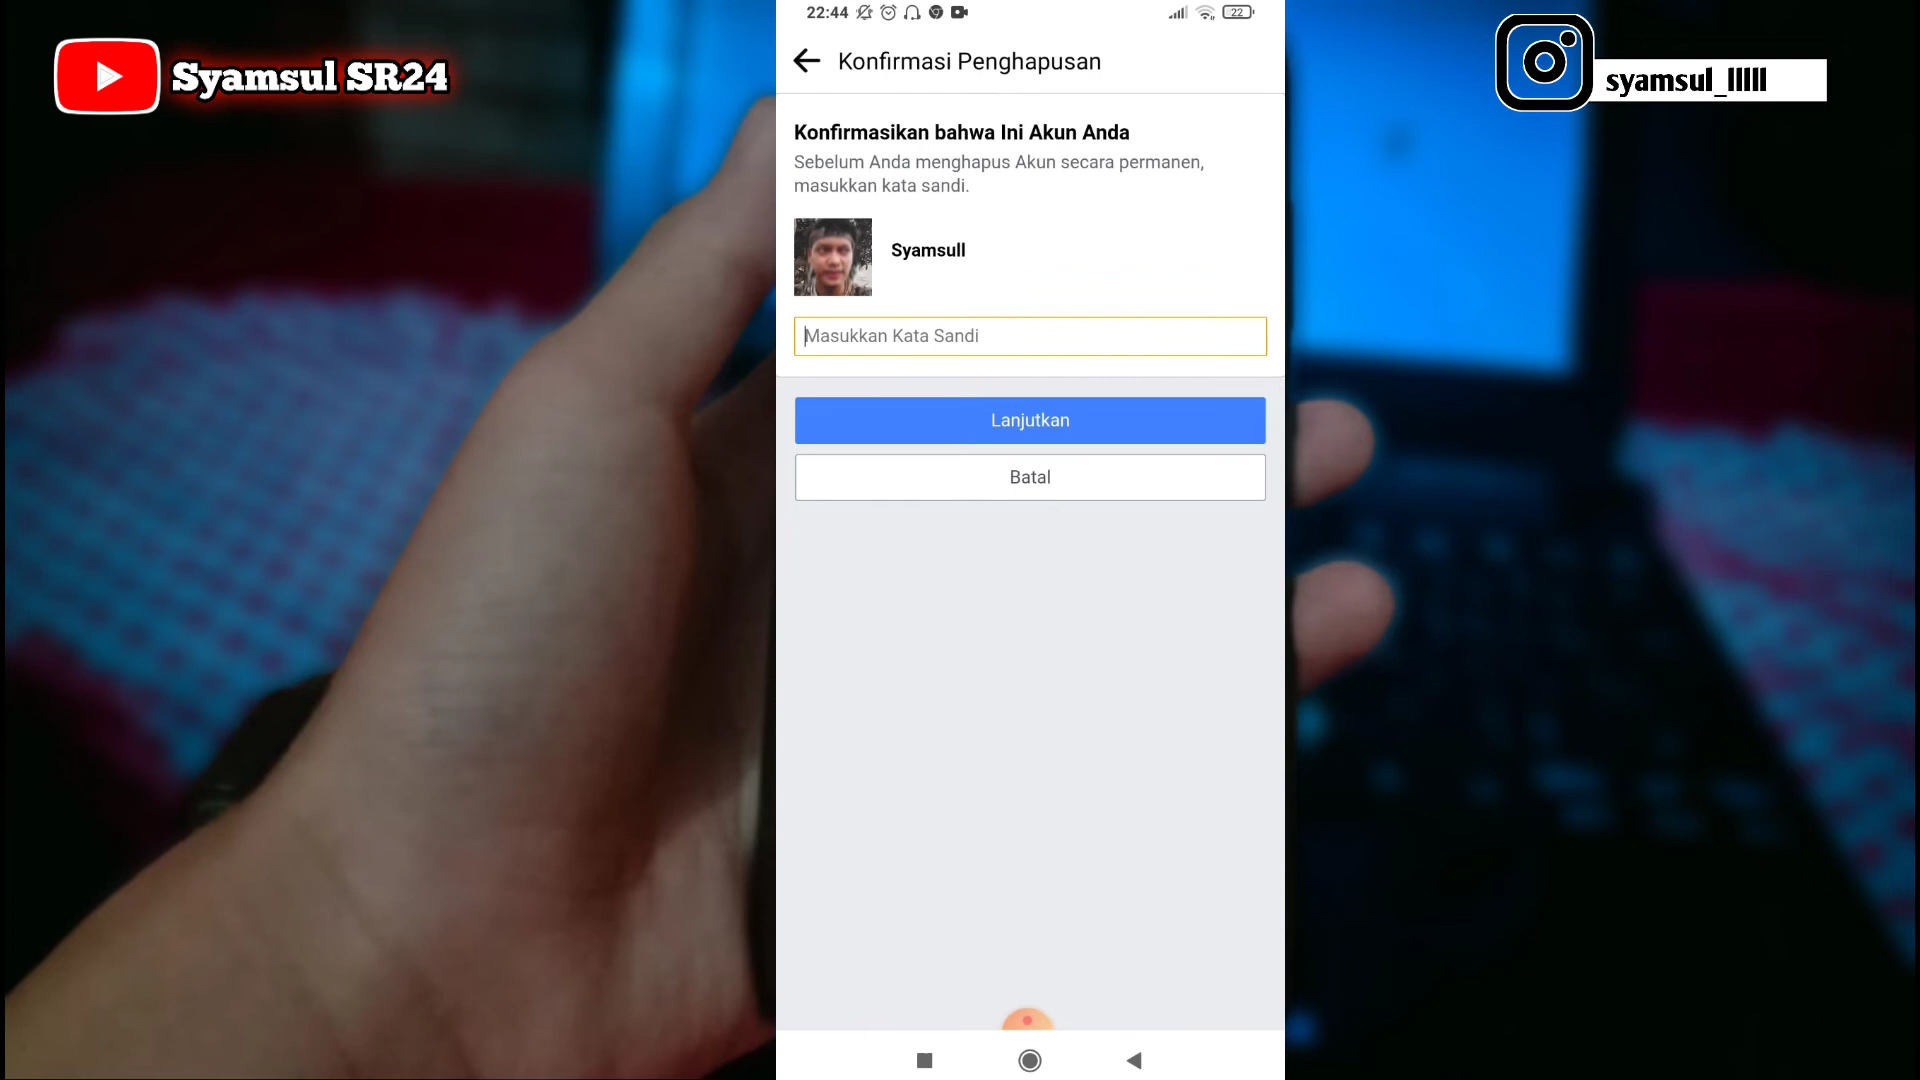 Syamsul SR24
syamsul_lllll
22:44
22
Konfirmasi Penghapusan
Konfirmasikan bahwa Ini Akun Anda
Sebelum Anda menghapus Akun secara permanen,
masukkan kata sandi.
Syamsull
Masukkan Kata Sandi
Lanjutkan
Batal